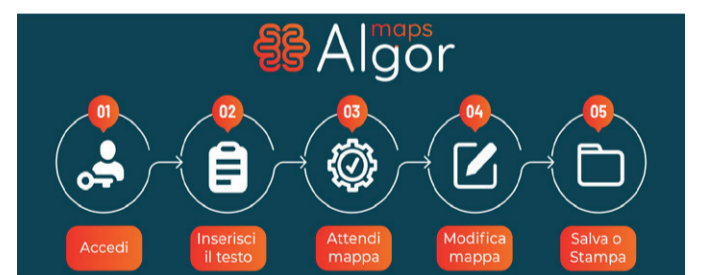 maps
Algor
01
02
03
04
05
Accedi
Inserisci
il testo
Attendi
mappa
Modifica
mappa
Salva o
Stampa